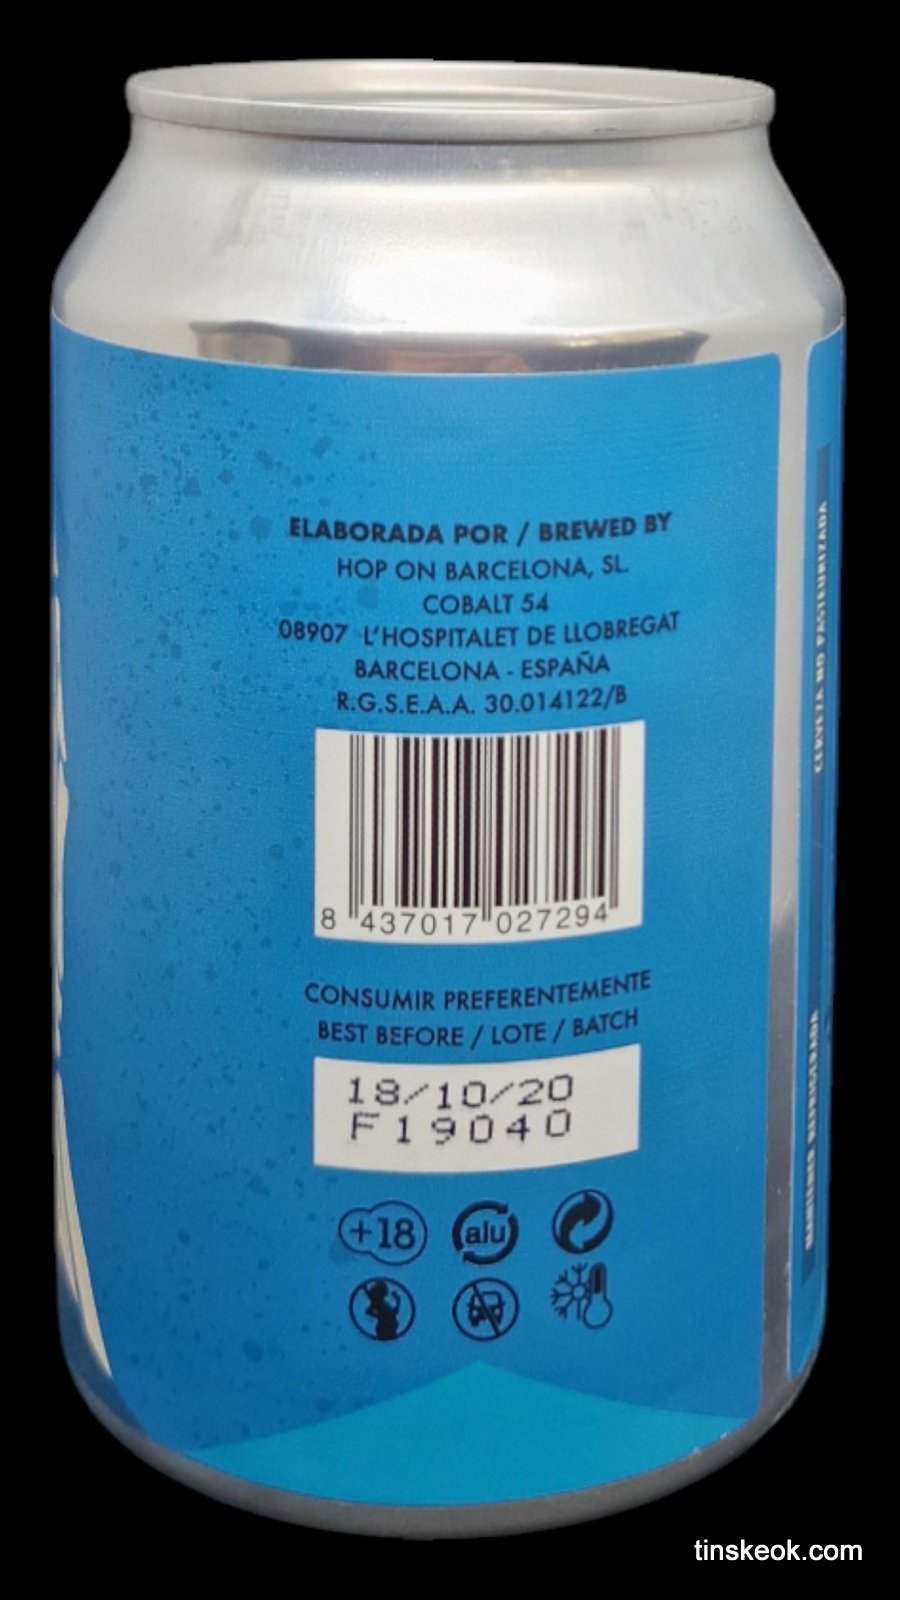 ELABORADA POR / BREWED BY
HOP ON BARCELONA, SL.
COBALT 54
08907 L'HOSPITALET DE LLOBREGAT
BARCELONA - ESPAÑA
R.G.S.E.A.A. 30.014122/B
8 437017 027294
CONSUMIR PREFERENTEMENTE
BEST BEFORE / LOTE / BATCH
18/10/20
F19040
+18 alu
CERVEZA NO PASTEURIZADA
MANTENER REFRIGERADA
tinskeok.com